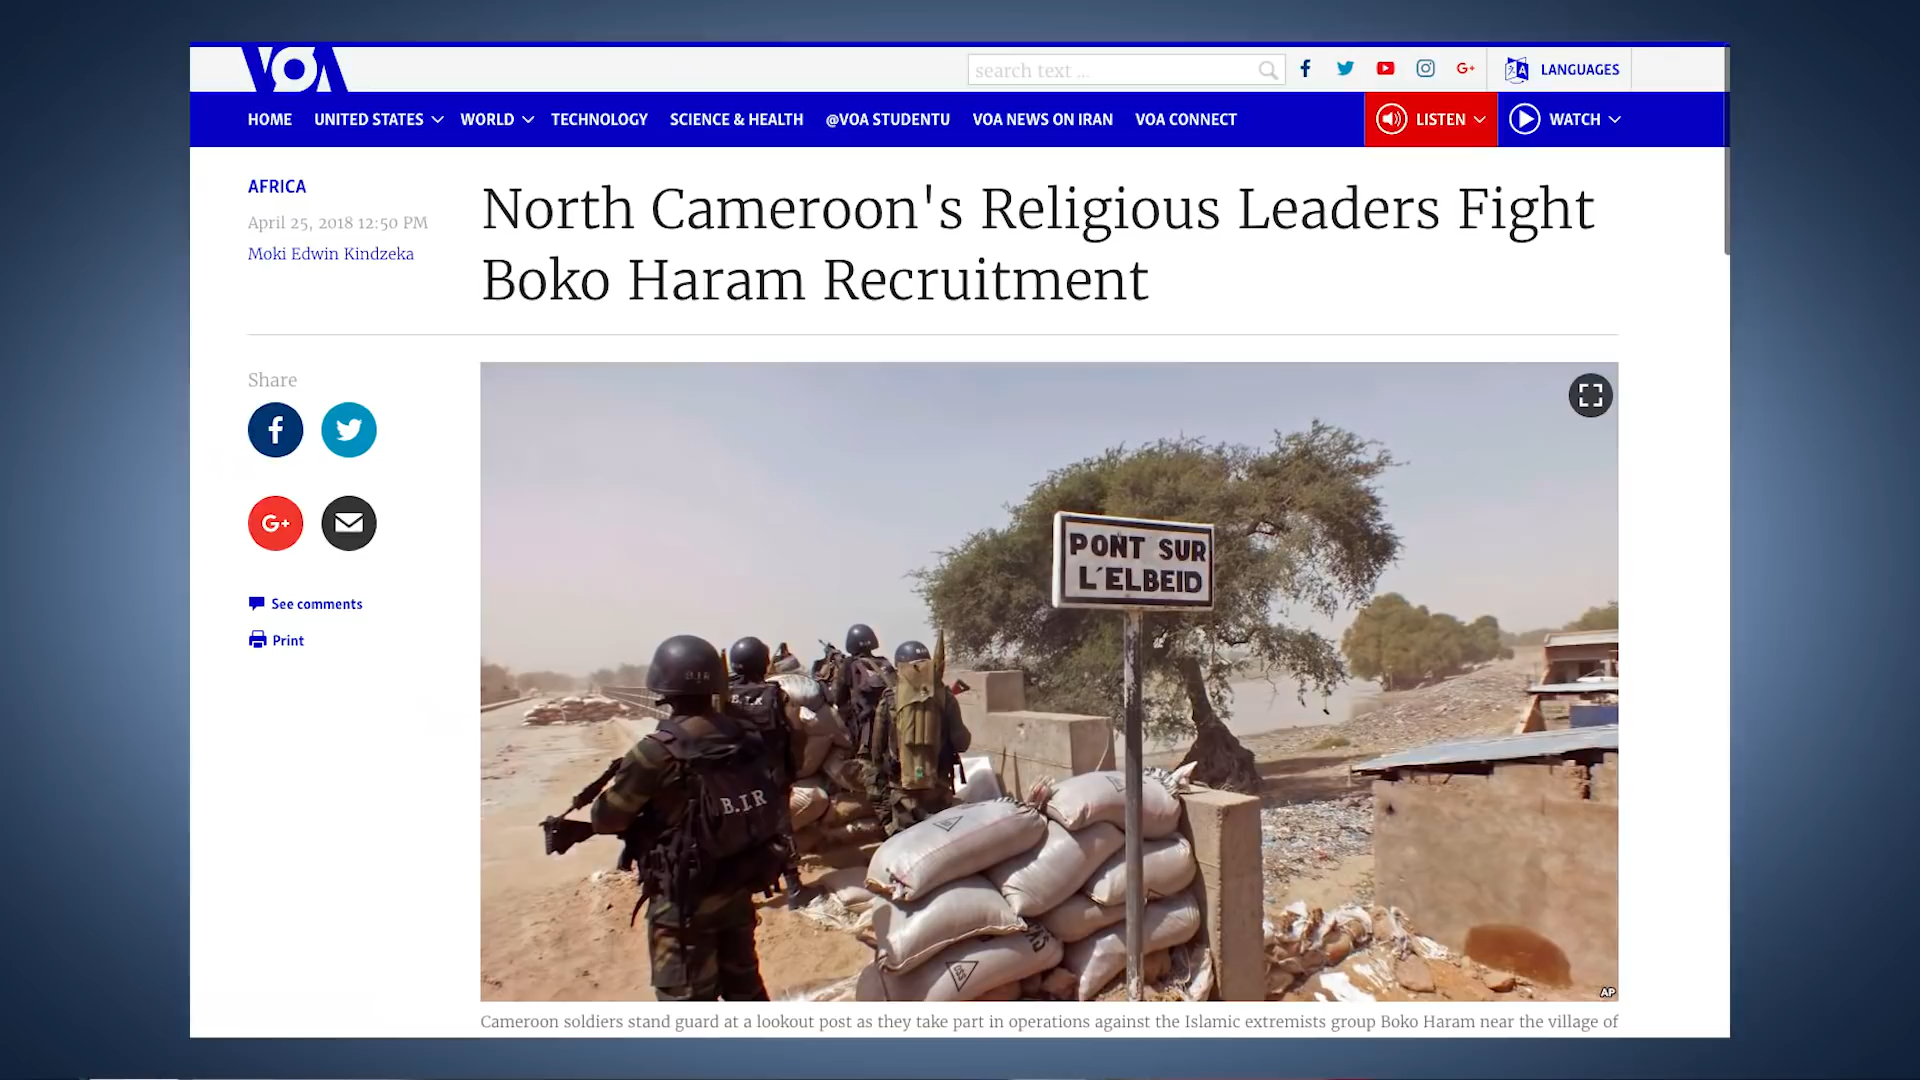 VOA
search text ...
G+
LANGUAGES
HOME
UNITED STATES
WORLD
TECHNOLOGY
SCIENCE & HEALTH
@VOA STUDENTU
VOA NEWS ON IRAN
VOA CONNECT
LISTEN
WATCH
AFRICA
April 25, 2018 12:50 PM
Moki Edwin Kindzeka
North Cameroon's Religious Leaders Fight
Boko Haram Recruitment
Share
G+
See comments
Print
PONT SUR
L'ELBEID
B.I.R
B.I.R
B.I.R
CSS
AP
Cameroon soldiers stand guard at a lookout post as they take part in operations against the Islamic extremists group Boko Haram near the village of